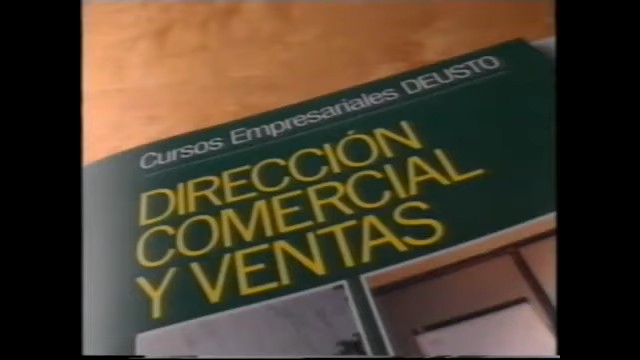 Cursos Empresariales DEUSTO
DIRECCIÓN
COMERCIAL
Y VENTAS